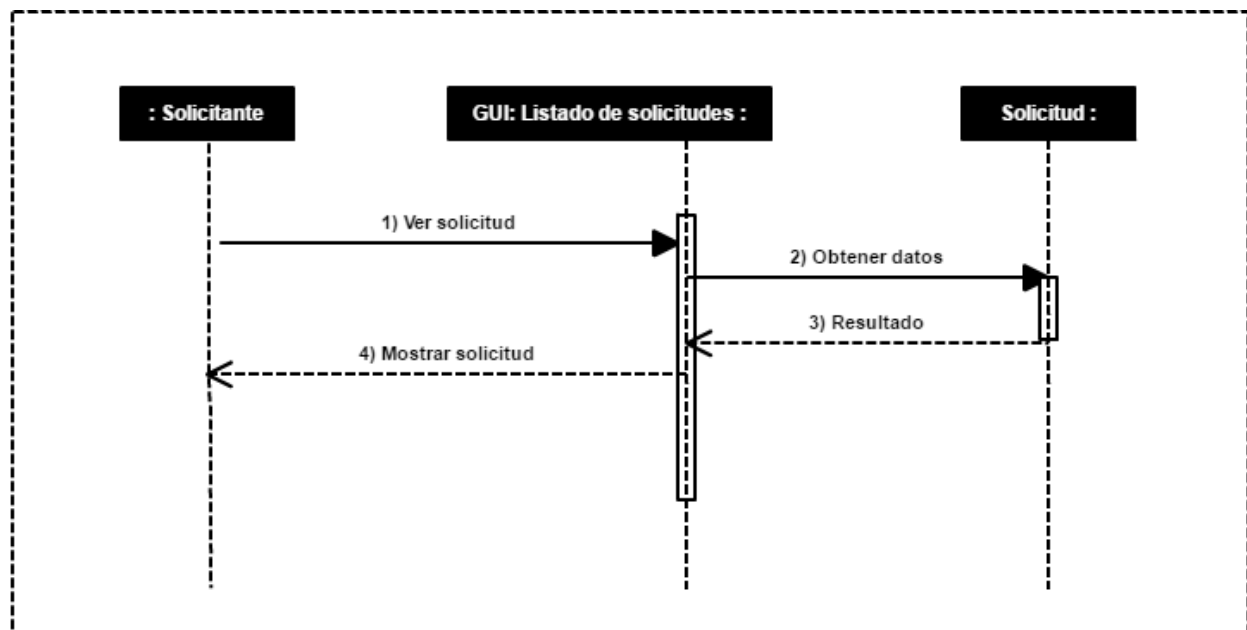 : Solicitante
GUI: Listado de solicitudes :
Solicitud :
1) Ver solicitud
2) Obtener datos
3) Resultado
4) Mostrar solicitud